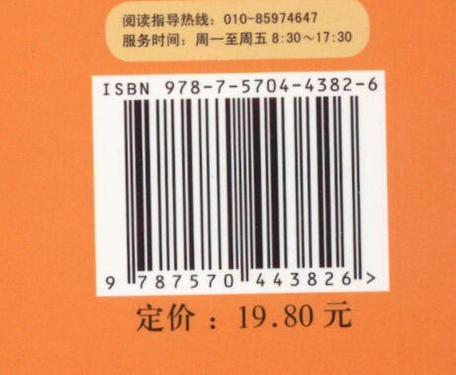 阅读指导热线：010-85974647
服务时间：周一至周五 8:30～17:30
ISBN 978-7-5704-4382-6
9 787570 443826 >
定价：19.80 元